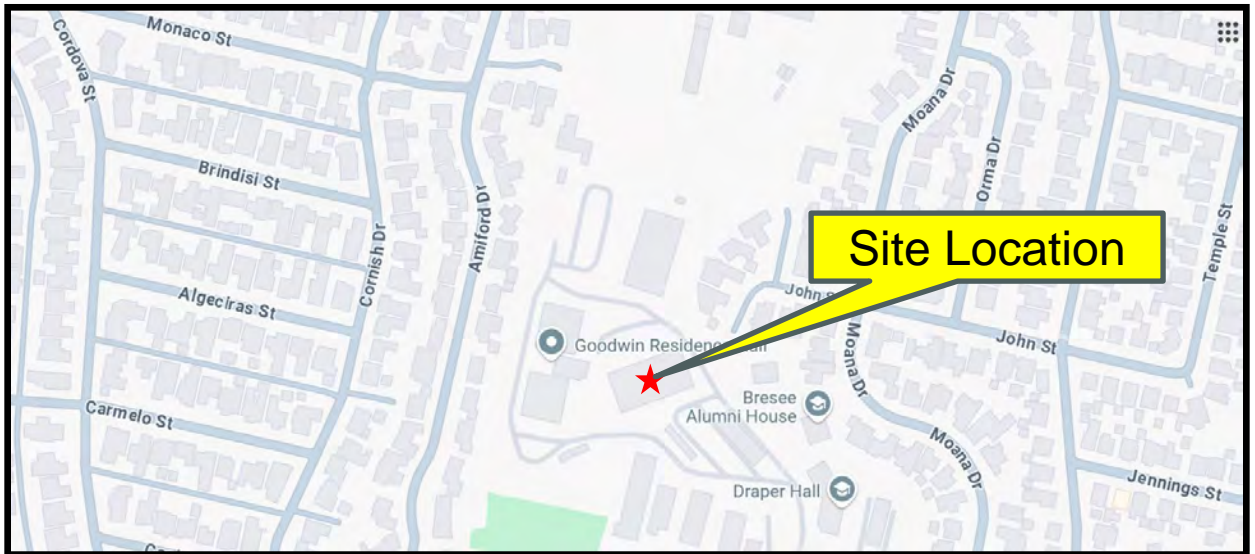 Monaco St
Cordova St
Moana Dr
Brindisi St
Orma Dr
Amiford Dr
Temple St
Cornish Dr
Site Location
Algeciras St
John
Goodwin Residence
John St
Moana Dr
Bresee
Alumni House
Carmelo St
Moana Dr
Draper Hall
Jennings St